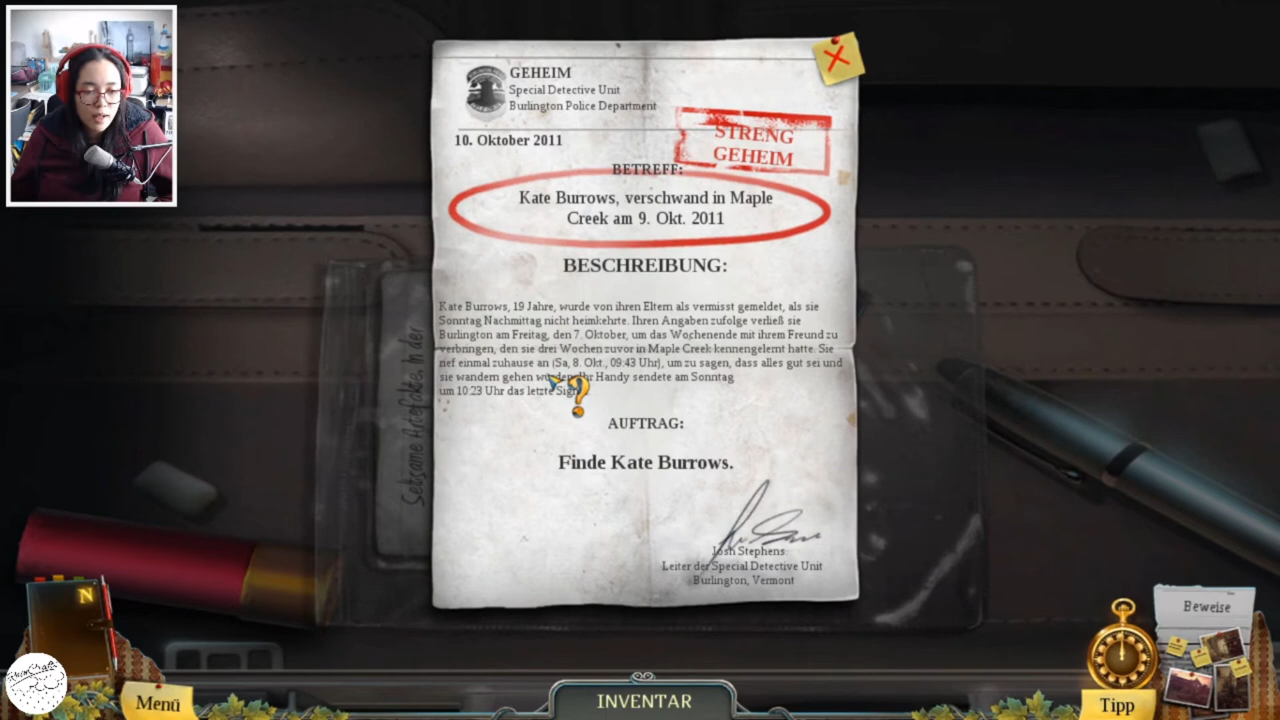 GEHEIM
Special Detective Unit
Burlington Police Department
STRENG
GEHEIM
10. Oktober 2011
BETREFF:
Kate Burrows, verschwand in Maple
Creek am 9. Okt. 2011
BESCHREIBUNG:
Kate Burrows, 19 Jahre, wurde von ihren Eltern als vermisst gemeldet, als sie
Sonntag Nachmittag nicht heimkehrte. Ihren Angaben zufolge verließ sie
Burlington am Freitag, den 7. Oktober, um das Wochenende mit ihrem Freund zu
verbringen, den sie drei Wochen zuvor in Maple Creek kennengelernt hatte. Sie
rief einmal zuhause an (Sa, 8. Okt., 09:43 Uhr), um zu sagen, dass alles gut sei und
sie wandern gehen Handy sendete am Sonntag
um 10:23 Uhr das letzte
AUFTRAG:
Finde Kate Burrows.
Josh Stephens
Leiter der Special Detective Unit
Burlington, Vermont
Seltsame Artefakte. In der
N
Menü
INVENTAR
Beweise
Tipp